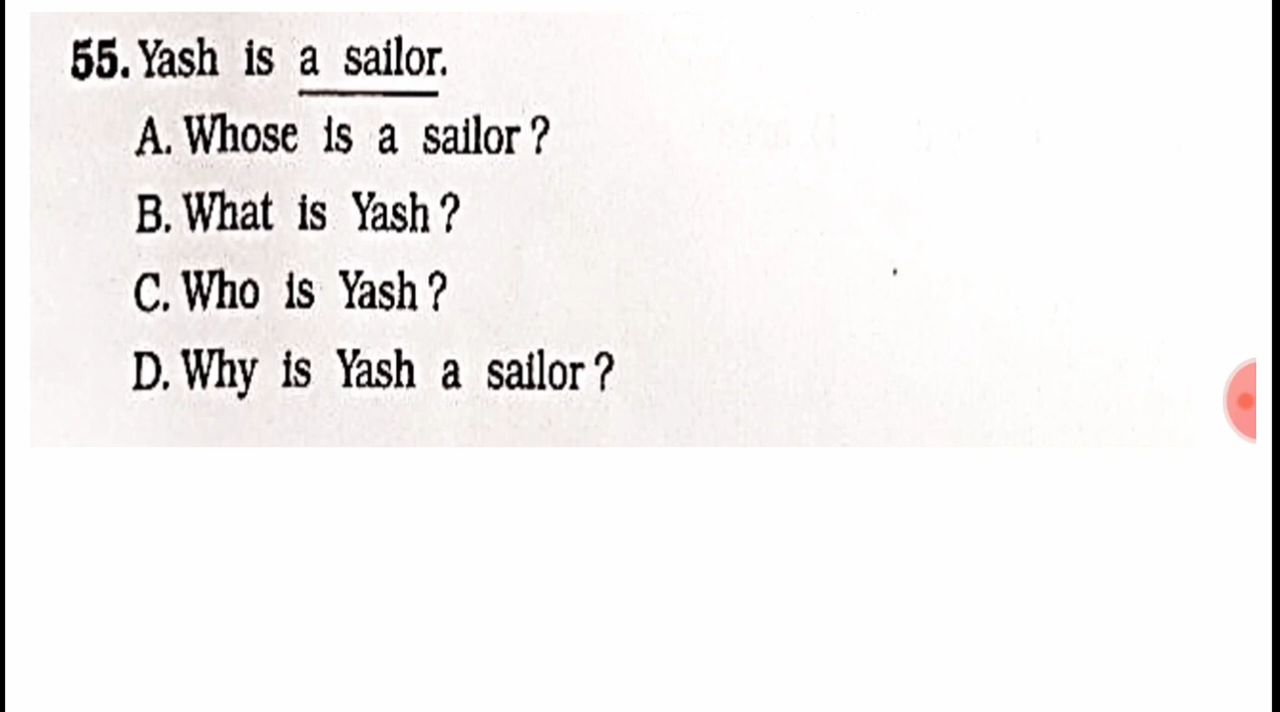 55. Yash is a sailor.
A. Whose is a sailor ?
B. What is Yash ?
C. Who is Yash ?
D. Why is Yash a sailor ?